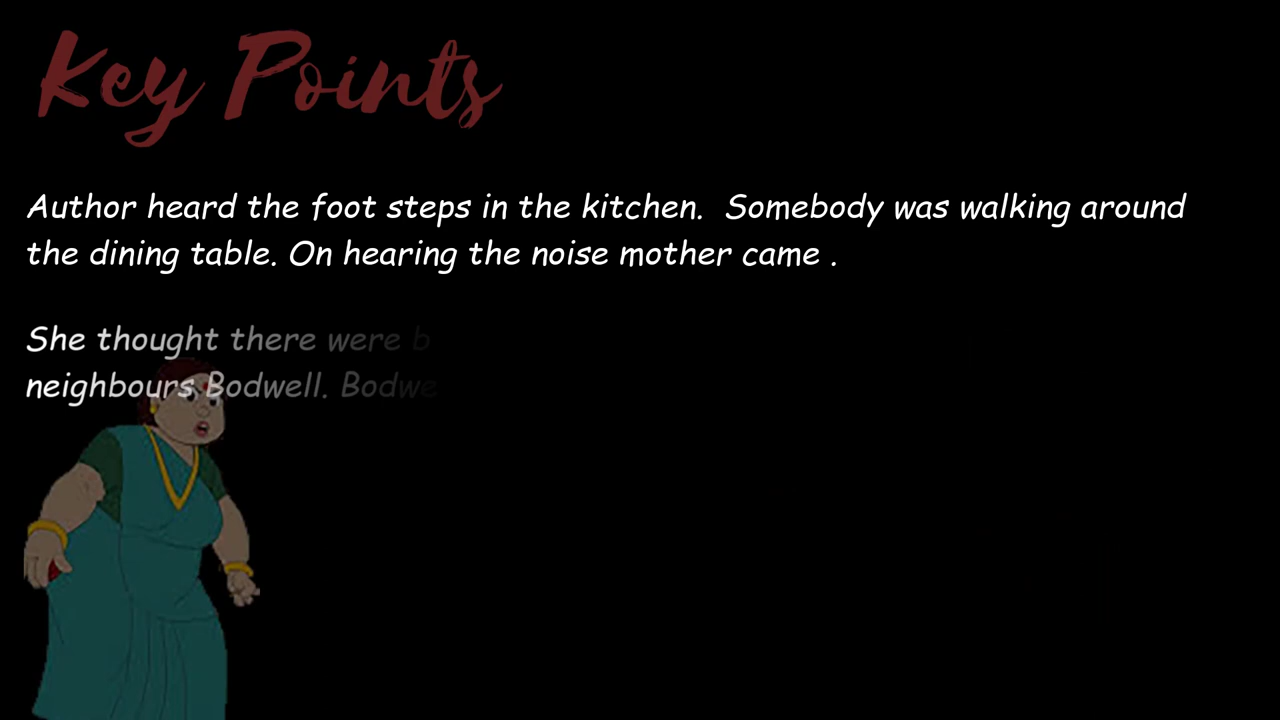 Key Points
Author heard the foot steps in the kitchen. Somebody was walking around
the dining table. On hearing the noise mother came .
She thought there were b
neighbours Bodwell. Bodwe